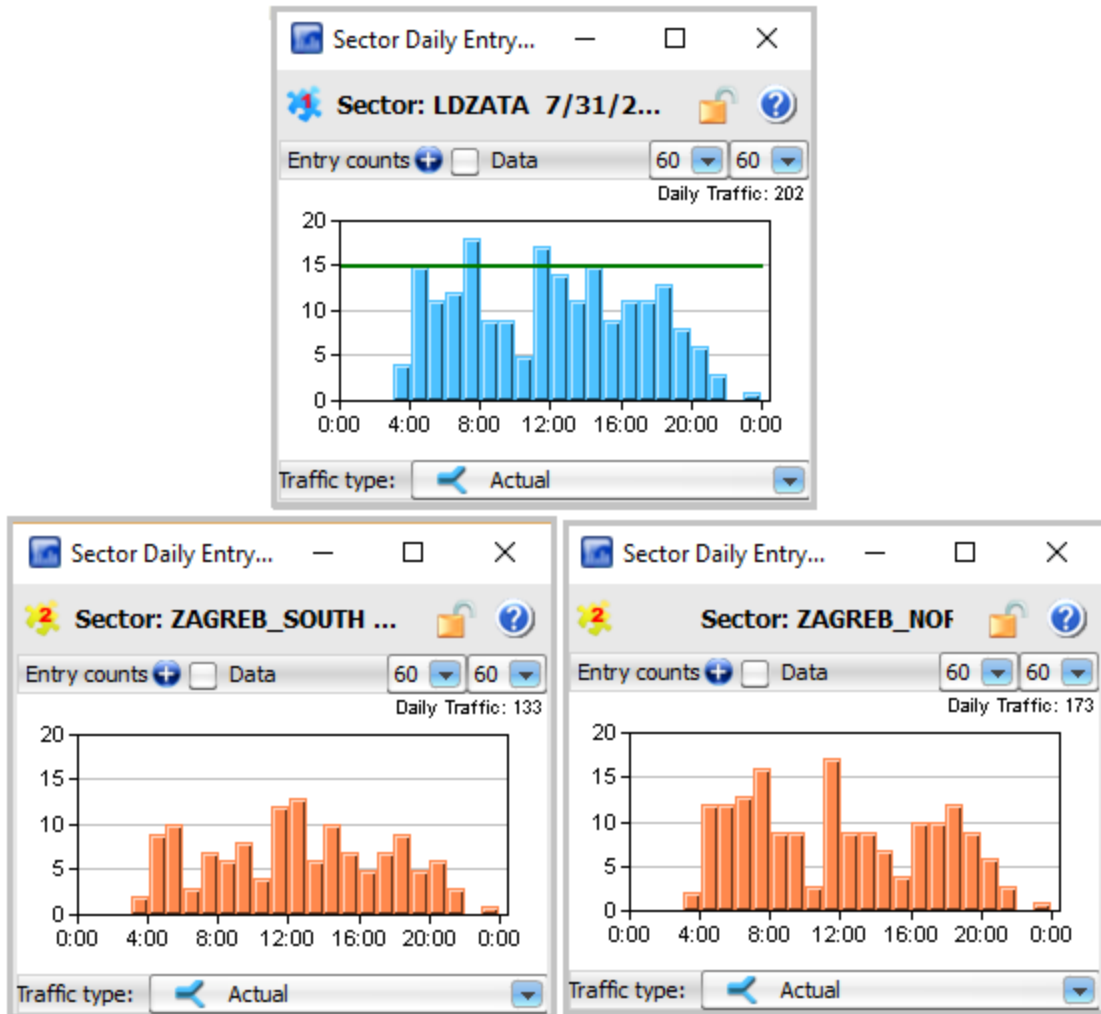 Sector Daily Entry...
1 Sector: LDZATA 7/31/2... ?
Entry counts + Data 60 60
Daily Traffic: 202
20
15
10
5
0
0:00 4:00 8:00 12:00 16:00 20:00 0:00
Traffic type: Actual
Sector Daily Entry...
2 Sector: ZAGREB_SOUTH ... ?
Entry counts + Data 60 60
Daily Traffic: 133
20
15
10
5
0
0:00 4:00 8:00 12:00 16:00 20:00 0:00
Traffic type: Actual
Sector Daily Entry...
2 Sector: ZAGREB_NOR ?
Entry counts + Data 60 60
Daily Traffic: 173
20
15
10
5
0
0:00 4:00 8:00 12:00 16:00 20:00 0:00
Traffic type: Actual